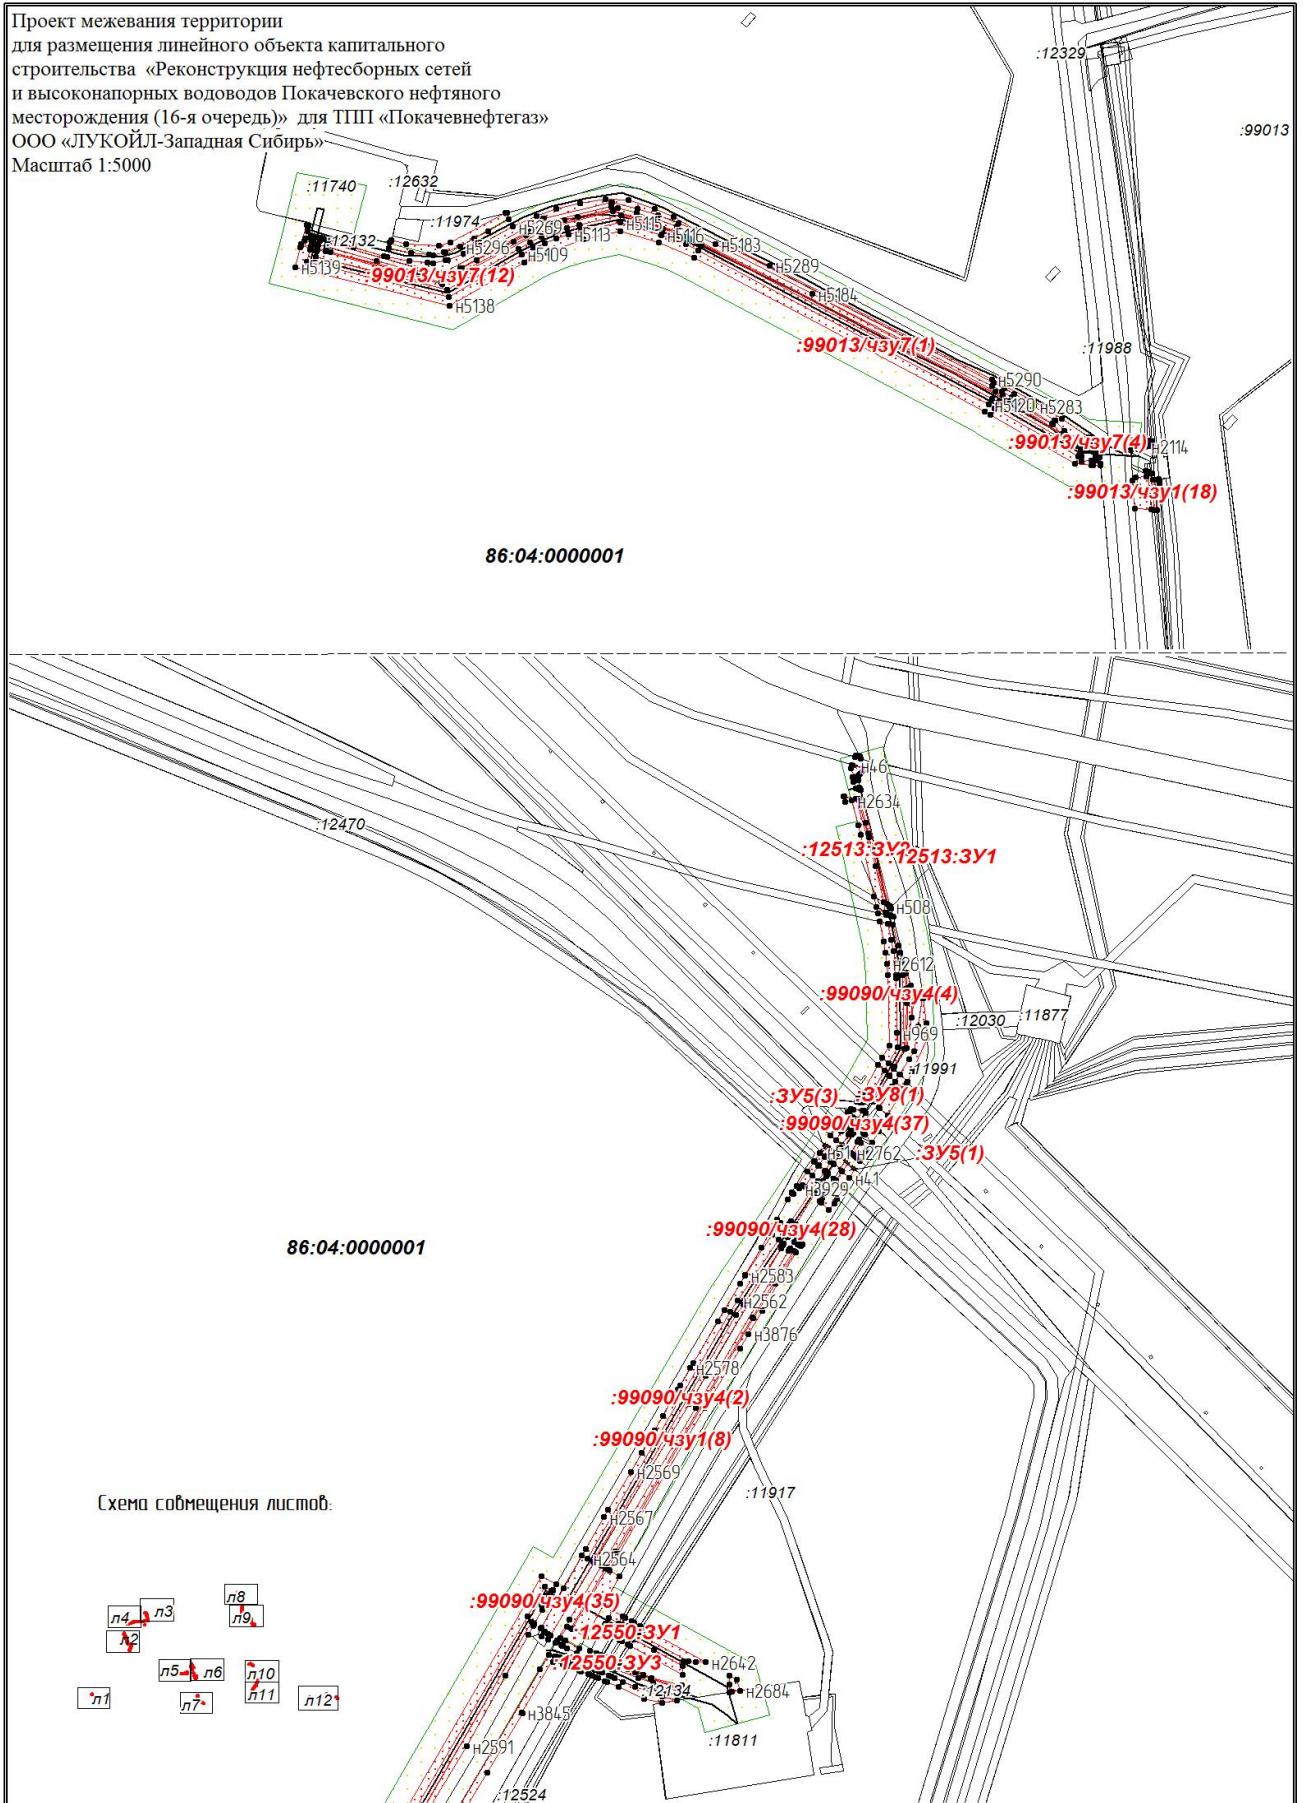 Проект межевания территории
для размещения линейного объекта капитального
строительства «Реконструкция нефтесборных сетей
и высоконапорных водоводов Покачевского нефтяного
месторождения (16-я очередь)» для ТПП «Покачевнефтегаз»
ООО «ЛУКОЙЛ-Западная Сибирь»
Масштаб 1:5000
:12329
:99013
:11740
:12632
:11974
:12132
н5269
н5115
н5113
н5116
н5296
н5109
н5183
н5139
:99013/чзу7(12)
н5289
н5138
н5184
:99013/чзу7(1)
:11988
н5290
н5120
н5283
:99013/чзу7(4)
н2114
:99013/чзу1(18)
86:04:0000001
н46
н2634
:12470
:12513:ЗУ2
:12513:ЗУ1
н508
н2612
:99090/чзу4(4)
:12030
:11877
н969
:11991
:ЗУ5(3)
:ЗУ8(1)
:99090/чзу4(37)
н51
н2762
:ЗУ5(1)
н41
н3929
:99090/чзу4(28)
86:04:0000001
н2583
н2562
н3876
н2578
:99090/чзу4(2)
:99090/чзу1(8)
н2569
:11917
Схема совмещения листов:
н2567
н2564
л8
:99090/чзу4(35)
л4
л3
л9
:12550:ЗУ1
л2
:12550:ЗУ3
н2642
л5
л6
л10
:12134
н2684
л1
л7
л11
л12
н3845
:11811
н2591
:12524